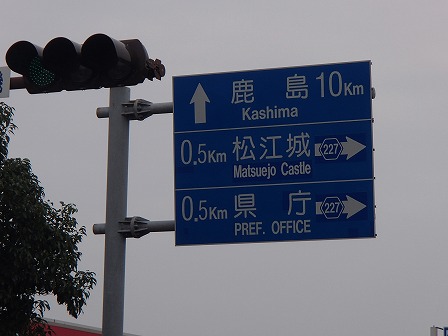 鹿島 10Km
Kashima
0.5Km 松江城 227
Matsuejo Castle
0.5Km 県庁 227
PREF. OFFICE